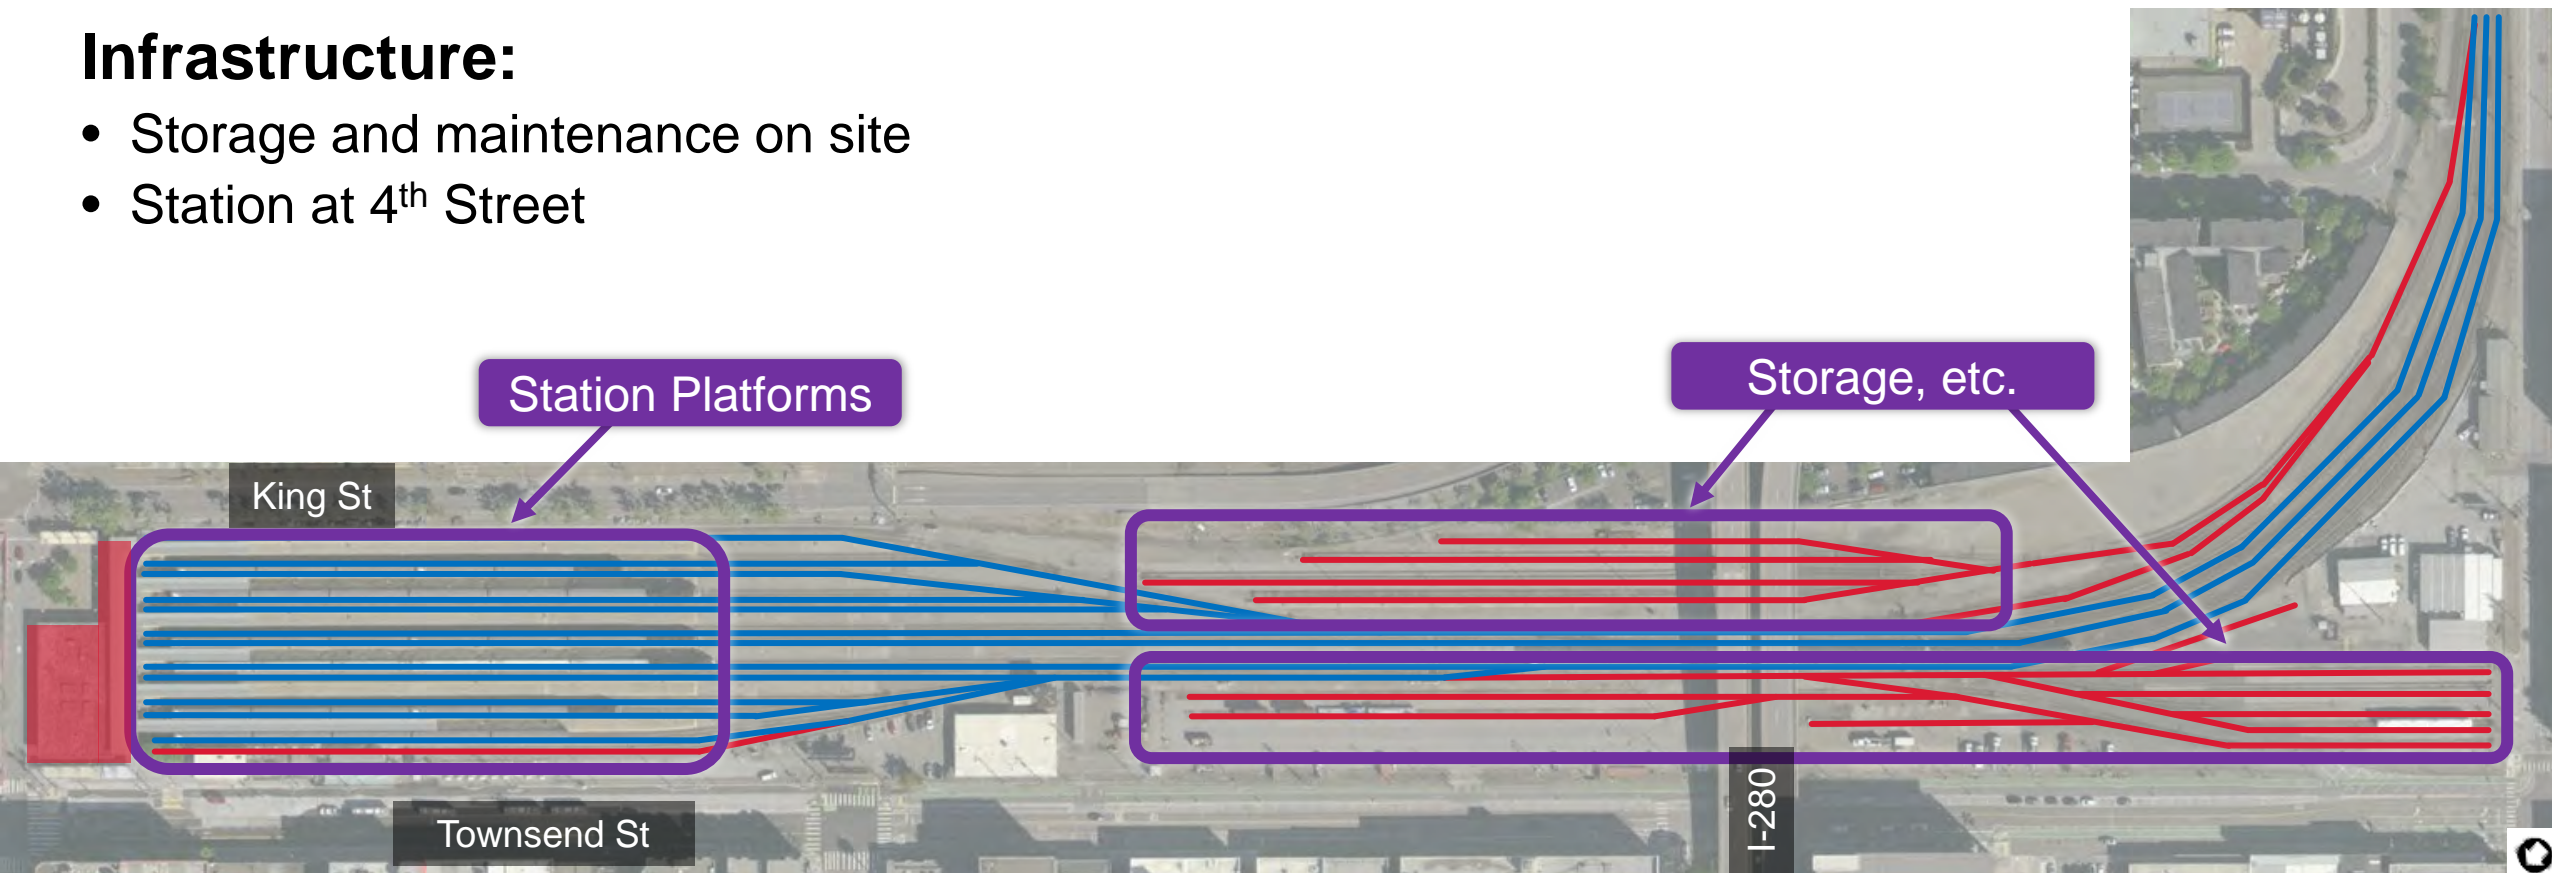 Infrastructure:
• Storage and maintenance on site
• Station at 4th Street
Station Platforms
Storage, etc.
King St
Townsend St
I-280